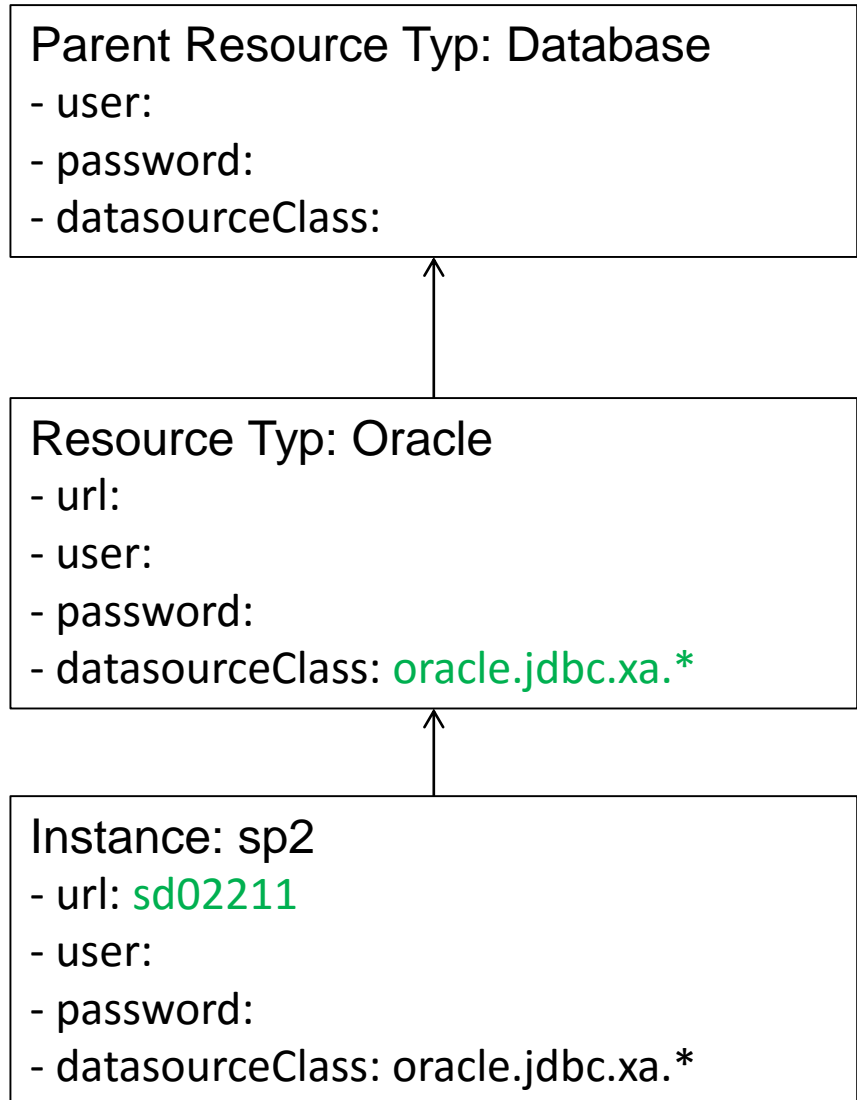 Parent Resource Typ: Database
- user:
- password:
- datasourceClass:
Resource Typ: Oracle
- url:
- user:
- password:
- datasourceClass: oracle.jdbc.xa.*
Instance: sp2
- url: sd02211
- user:
- password:
- datasourceClass: oracle.jdbc.xa.*